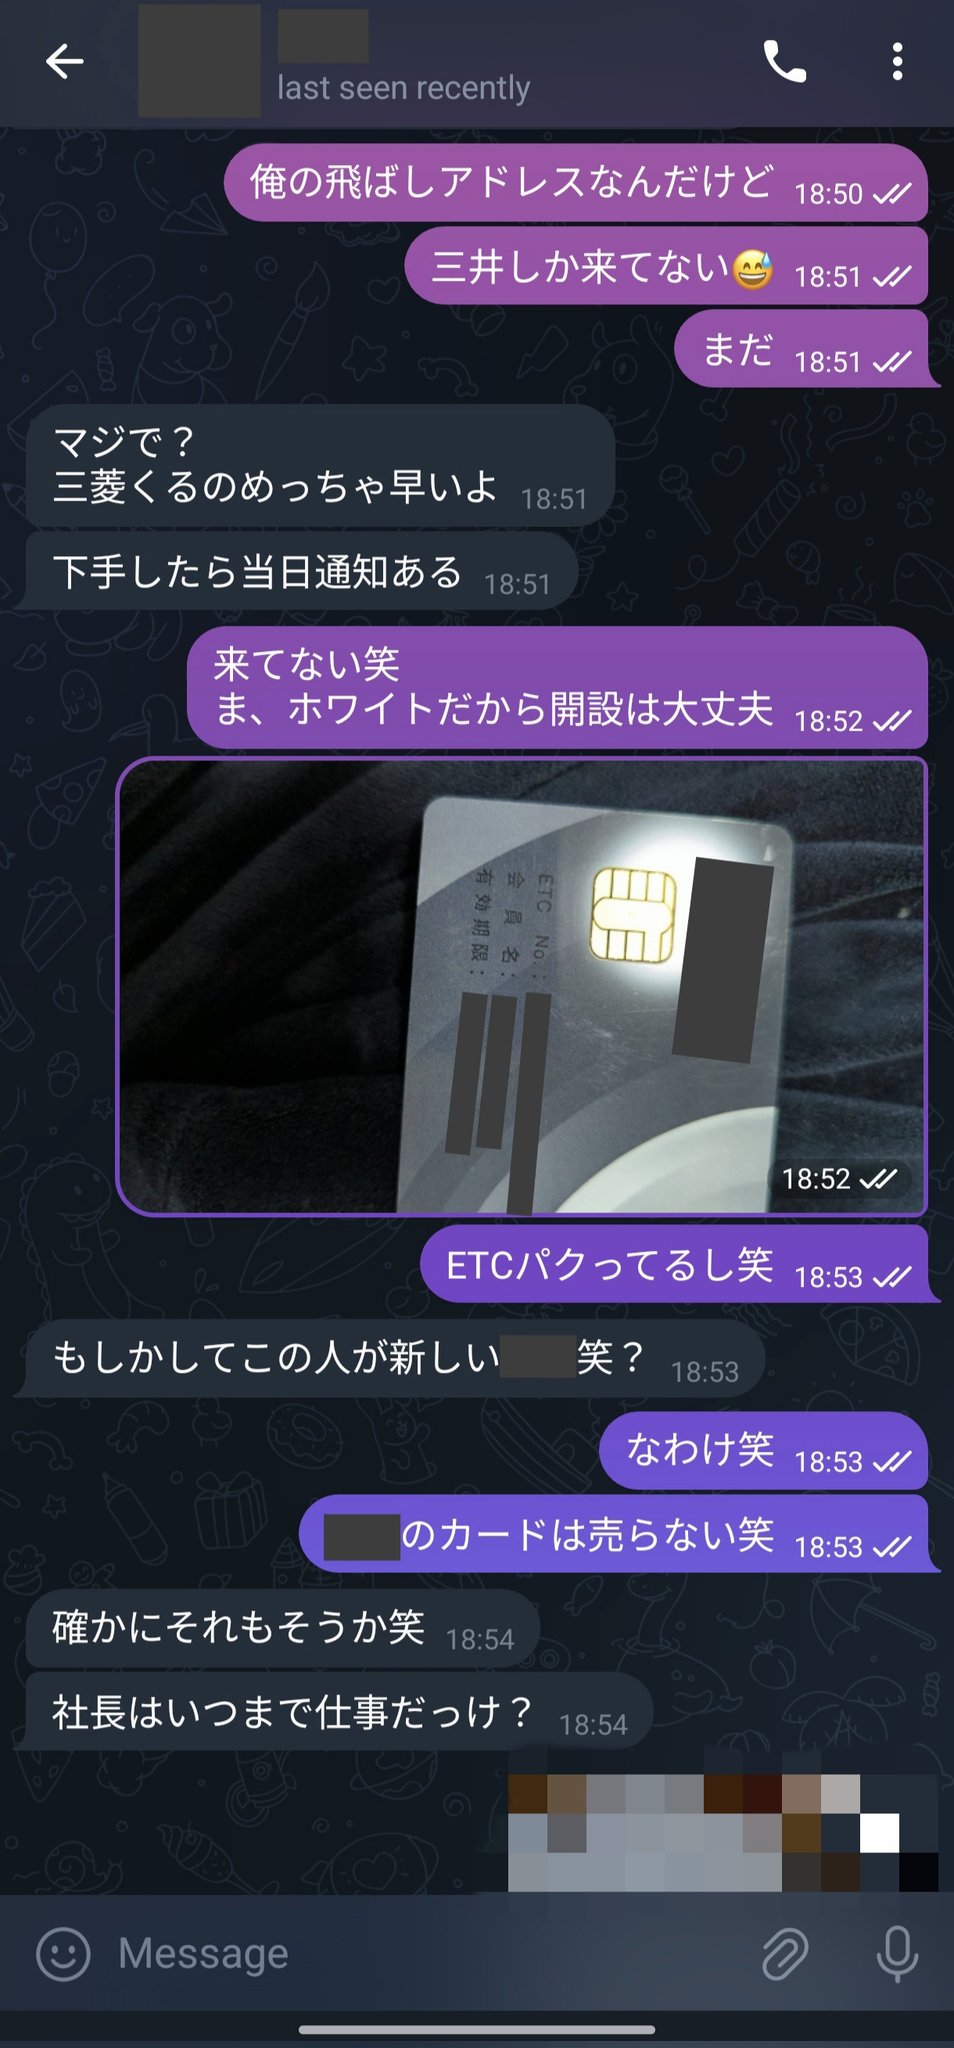 last seen recently
俺の飛ばしアドレスなんだけど 18:50
三井しか来てない😅 18:51
まだ 18:51
マジで？
三菱くるのめっちゃ早いよ 18:51
下手したら当日通知ある 18:51
来てない笑
ま、ホワイトだから開設は大丈夫 18:52
ETC No.:
会員名:
有効期限:
18:52
ETCパクってるし笑 18:53
もしかしてこの人が新しい 笑？ 18:53
なわけ笑 18:53
のカードは売らない笑 18:53
確かにそれもそうか笑 18:54
社長はいつまで仕事だっけ？ 18:54
Message